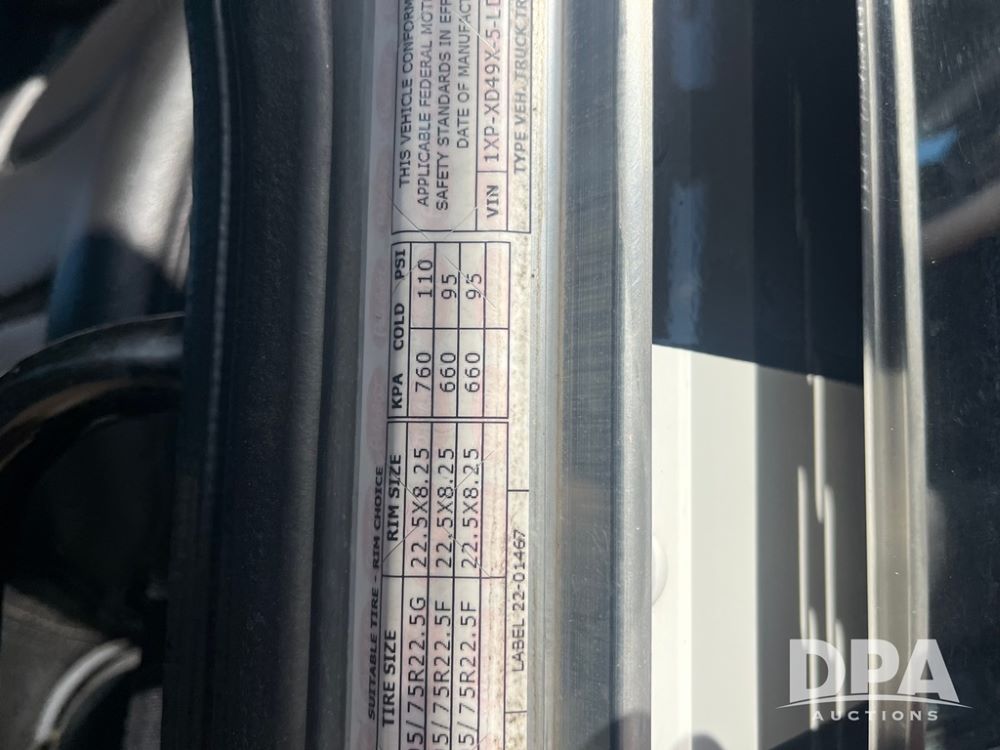 SUITABLE TIRE - RIM CHOICE
TIRE SIZE RIM SIZE KPA COLD PSI
5/75R22.5G 22.5X8.25 760 110
5/75R22.5F 22.5X8.25 660 95
5/75R22.5F 22.5X8.25 660 95
LABEL 22-01467
THIS VEHICLE CONFORM
APPLICABLE FEDERAL MOTO
SAFETY STANDARDS IN EFF
DATE OF MANUFACT
VIN 1XP-XD49X-5-LD
TYPE VEH. TRUCK TR
DPA
AUCTIONS